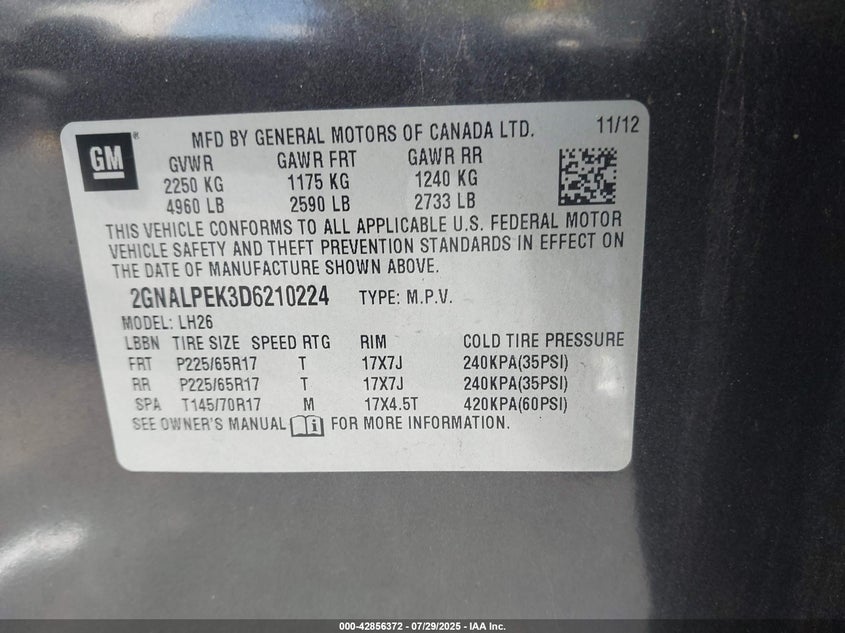 GM®
MFD BY GENERAL MOTORS OF CANADA LTD. 11/12
GVWR GAWR FRT GAWR RR
2250 KG 1175 KG 1240 KG
4960 LB 2590 LB 2733 LB
THIS VEHICLE CONFORMS TO ALL APPLICABLE U.S. FEDERAL MOTOR
VEHICLE SAFETY AND THEFT PREVENTION STANDARDS IN EFFECT ON
THE DATE OF MANUFACTURE SHOWN ABOVE.
2GNALPEK3D6210224 TYPE: M.P.V.
MODEL: LH26
LBBN TIRE SIZE SPEED RTG RIM COLD TIRE PRESSURE
FRT P225/65R17 T 17X7J 240KPA(35PSI)
RR P225/65R17 T 17X7J 240KPA(35PSI)
SPA T145/70R17 M 17X4.5T 420KPA(60PSI)
SEE OWNER'S MANUAL i FOR MORE INFORMATION.
000-42856372 | 07/29/2025 - IAA Inc.